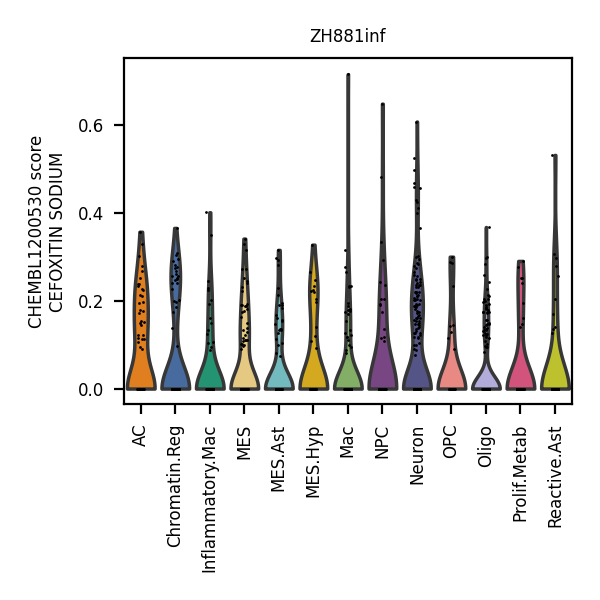 ZH881inf
CHEMBL1200530 score
CEFOXITIN SODIUM
0.6
0.4
0.2
0.0
AC
Chromatin.Reg
Inflammatory.Mac
MES
MES.Ast
MES.Hyp
Mac
NPC
Neuron
OPC
Oligo
Prolif.Metab
Reactive.Ast